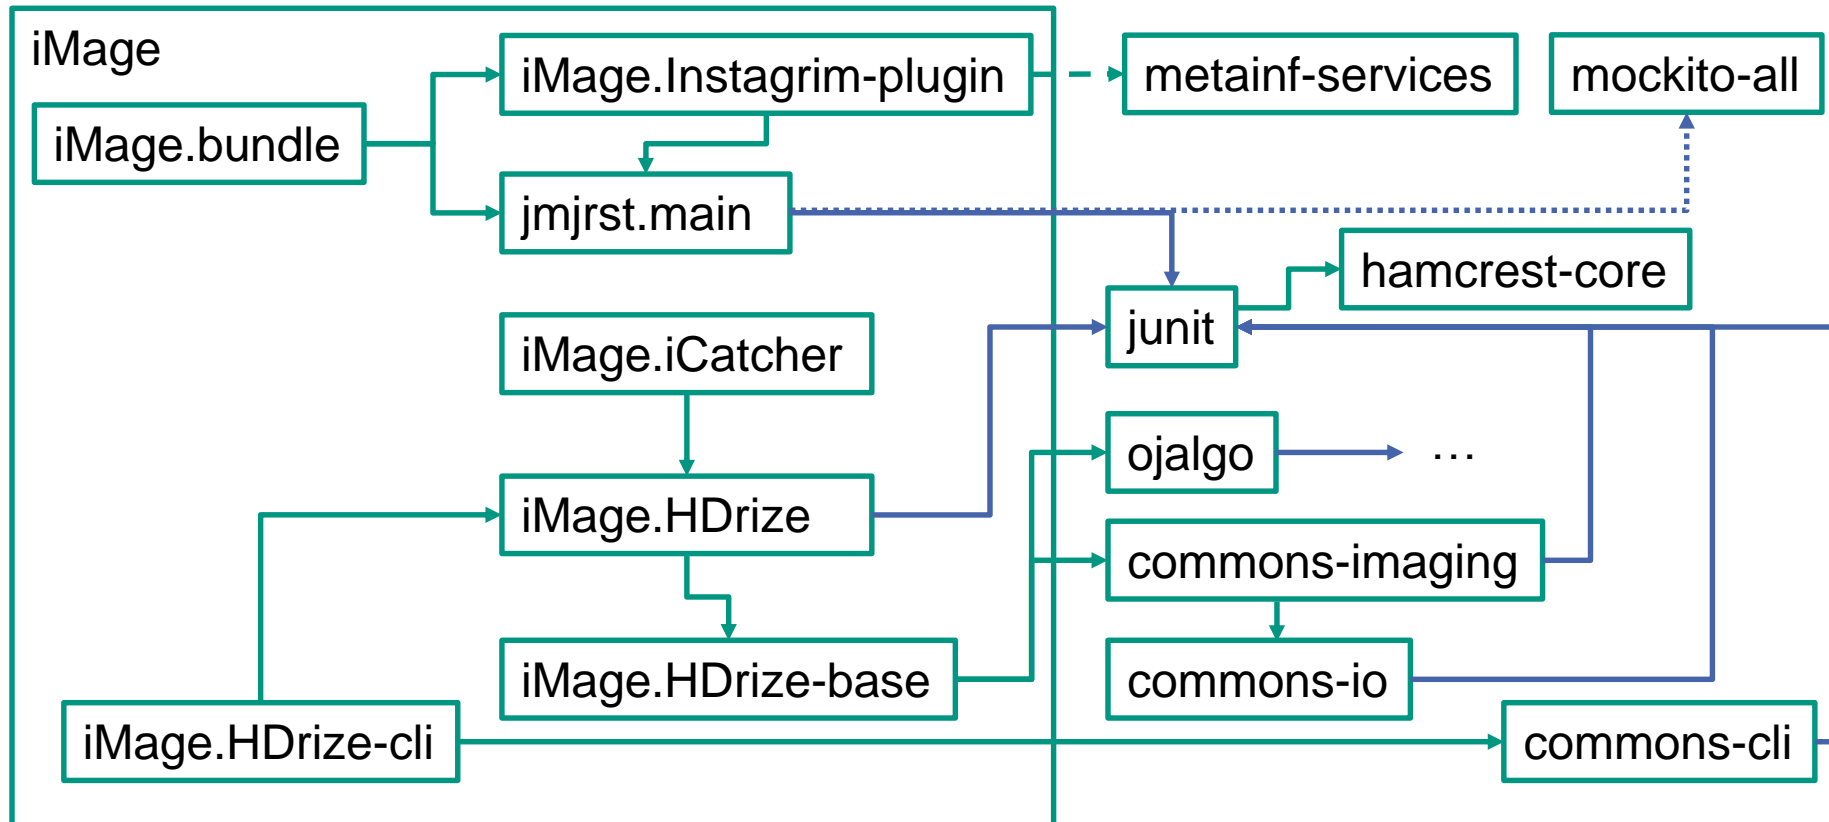 iMage
iMage.Instagrim-plugin
metainf-services
mockito-all
iMage.bundle
jmjrst.main
hamcrest-core
junit
iMage.iCatcher
ojalgo
...
iMage.HDrize
commons-imaging
iMage.HDrize-base
commons-io
iMage.HDrize-cli
commons-cli